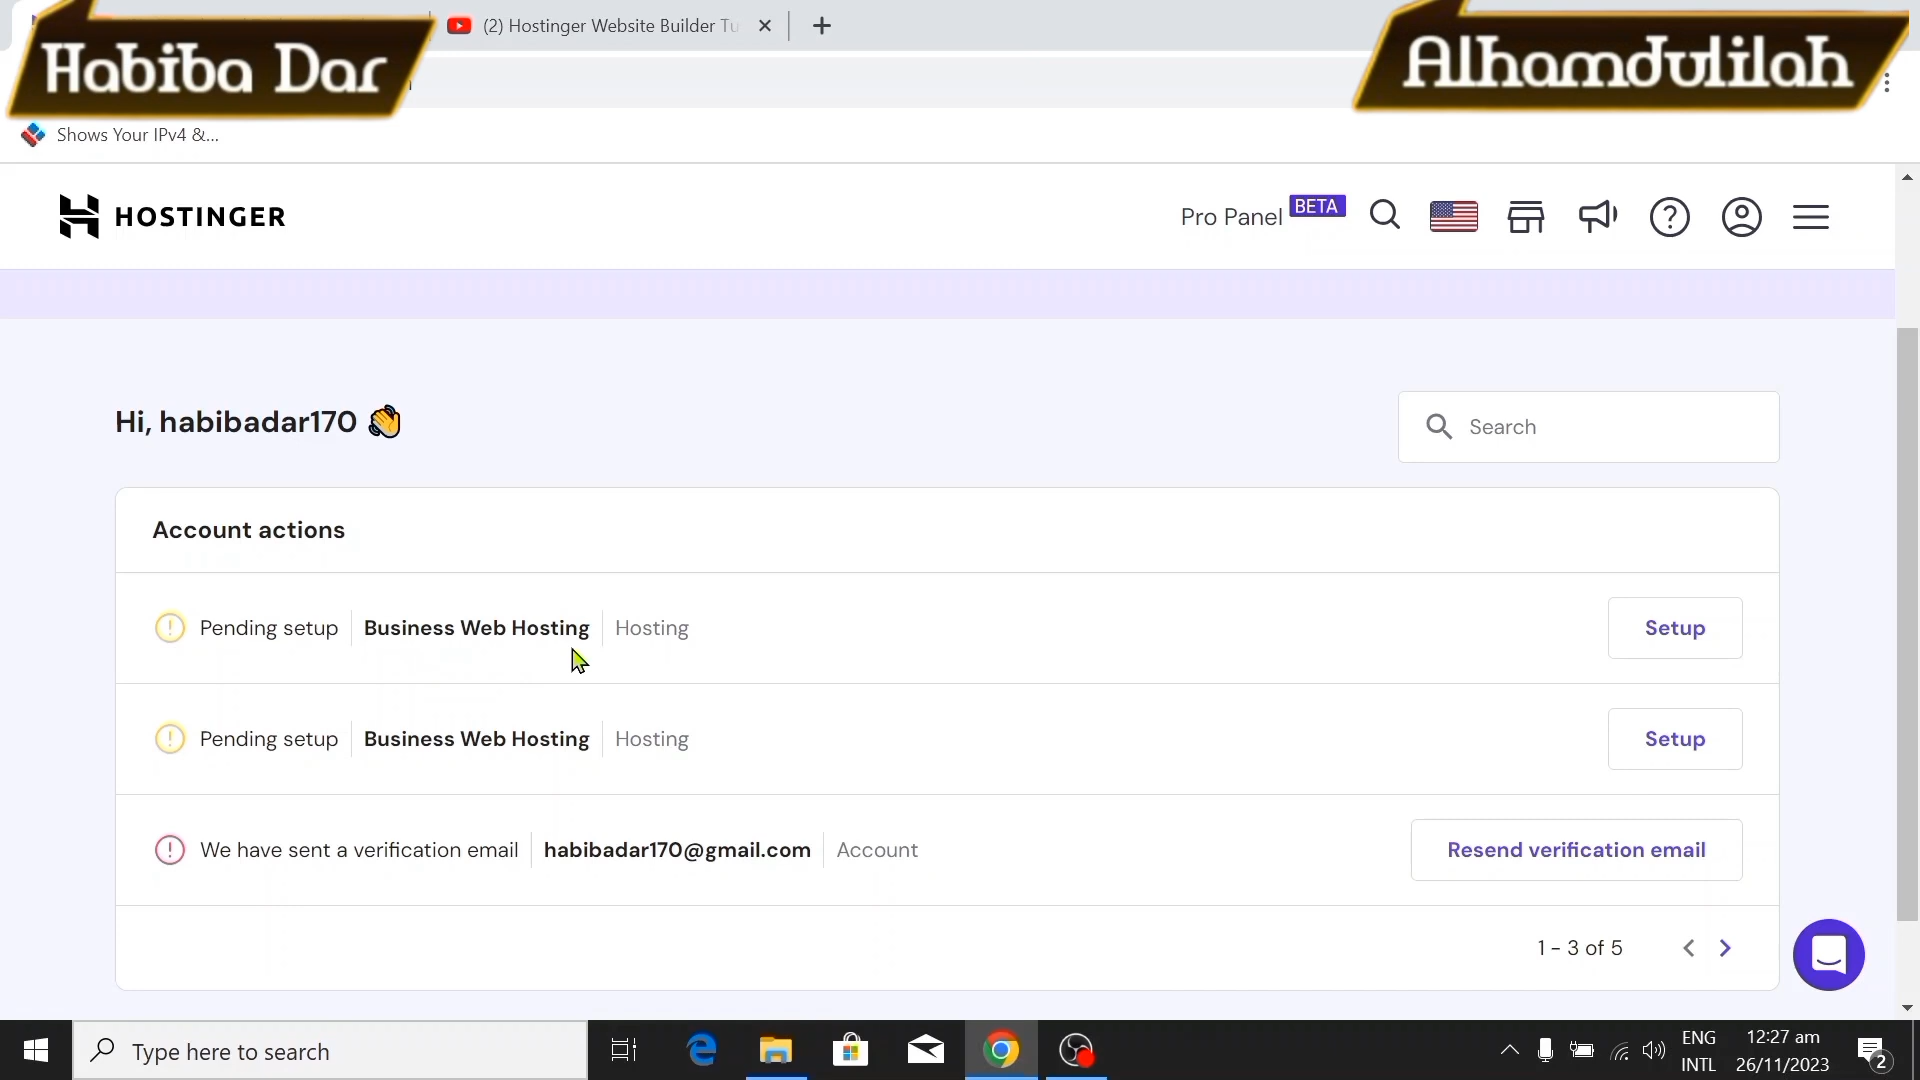 Habiba Dar
(2) Hostinger Website Builder Tu
Alhamdulilah
Shows Your IPv4 &...
HOSTINGER
Pro Panel BETA
Hi, habibadar170
Search
Account actions
Pending setup Business Web Hosting Hosting Setup
Pending setup Business Web Hosting Hosting Setup
We have sent a verification email habibadar170@gmail.com Account Resend verification email
1 - 3 of 5
Type here to search
ENG 12:27 am
INTL 26/11/2023
2